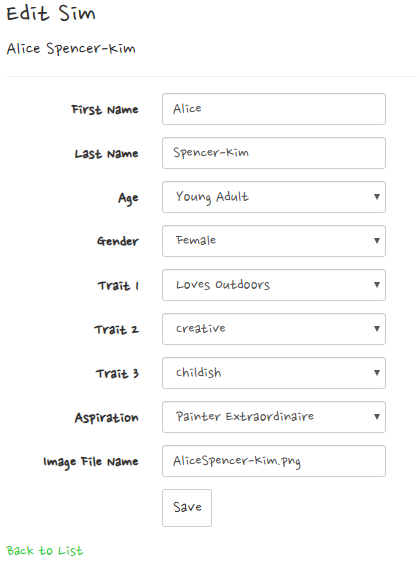 Edit Sim
Alice Spencer-Kim
First Name Alice
Last Name Spencer-Kim
Age Young Adult
Gender Female
Trait 1 Loves Outdoors
Trait 2 Creative
Trait 3 Childish
Aspiration Painter Extraordinaire
Image File Name AliceSpencer-Kim.png
Save
Back to List